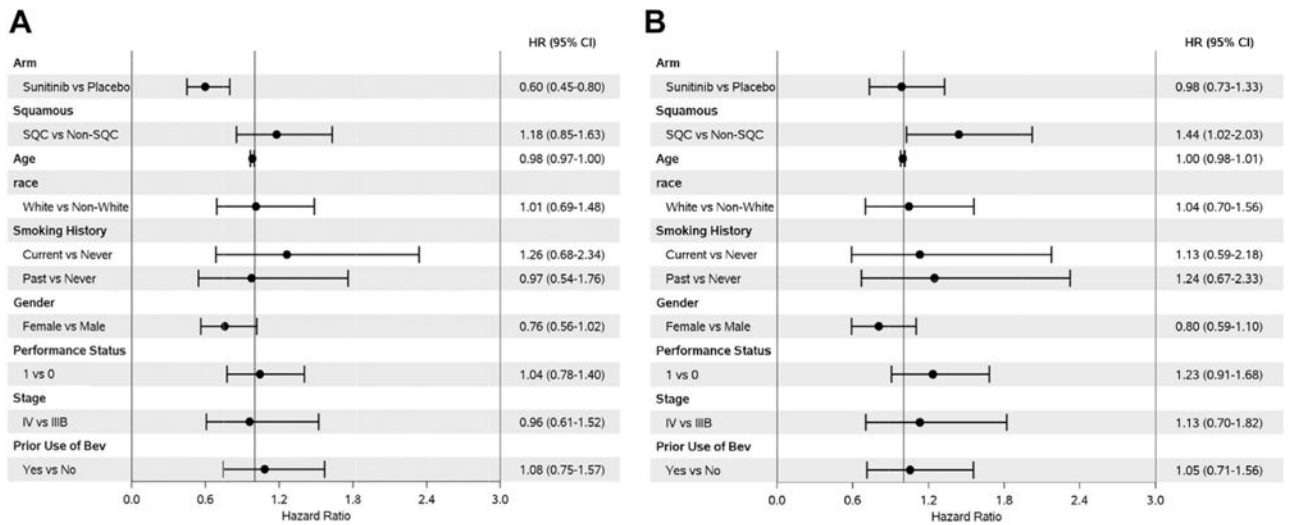 A
HR (95% CI)
Arm
Sunitinib vs Placebo 0.60 (0.45-0.80)
Squamous
SQC vs Non-SQC 1.18 (0.85-1.63)
Age 0.98 (0.97-1.00)
race
White vs Non-White 1.01 (0.69-1.48)
Smoking History
Current vs Never 1.26 (0.68-2.34)
Past vs Never 0.97 (0.54-1.76)
Gender
Female vs Male 0.76 (0.56-1.02)
Performance Status
1 vs 0 1.04 (0.78-1.40)
Stage
IV vs IIIB 0.96 (0.61-1.52)
Prior Use of Bev
Yes vs No 1.08 (0.75-1.57)
0.0 0.6 1.2 1.8 2.4 3.0
Hazard Ratio
B
HR (95% CI)
Arm
Sunitinib vs Placebo 0.98 (0.73-1.33)
Squamous
SQC vs Non-SQC 1.44 (1.02-2.03)
Age 1.00 (0.98-1.01)
race
White vs Non-White 1.04 (0.70-1.56)
Smoking History
Current vs Never 1.13 (0.59-2.18)
Past vs Never 1.24 (0.67-2.33)
Gender
Female vs Male 0.80 (0.59-1.10)
Performance Status
1 vs 0 1.23 (0.91-1.68)
Stage
IV vs IIIB 1.13 (0.70-1.82)
Prior Use of Bev
Yes vs No 1.05 (0.71-1.56)
0.0 0.6 1.2 1.8 2.4 3.0
Hazard Ratio